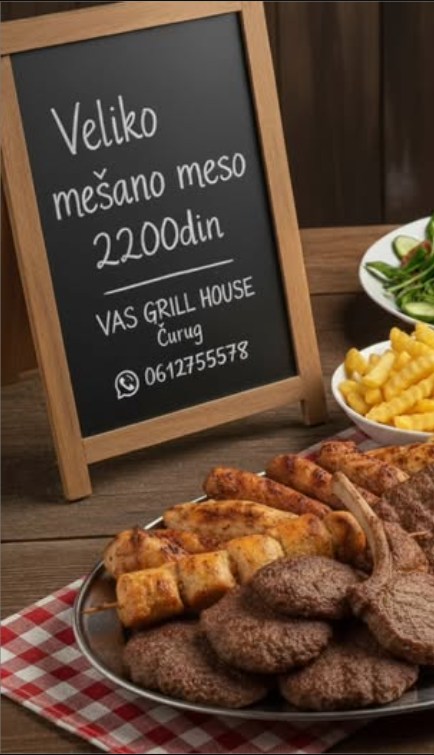 Veliko
mešano meso
2200din
VAS GRILL HOUSE
Čurug
0612755578